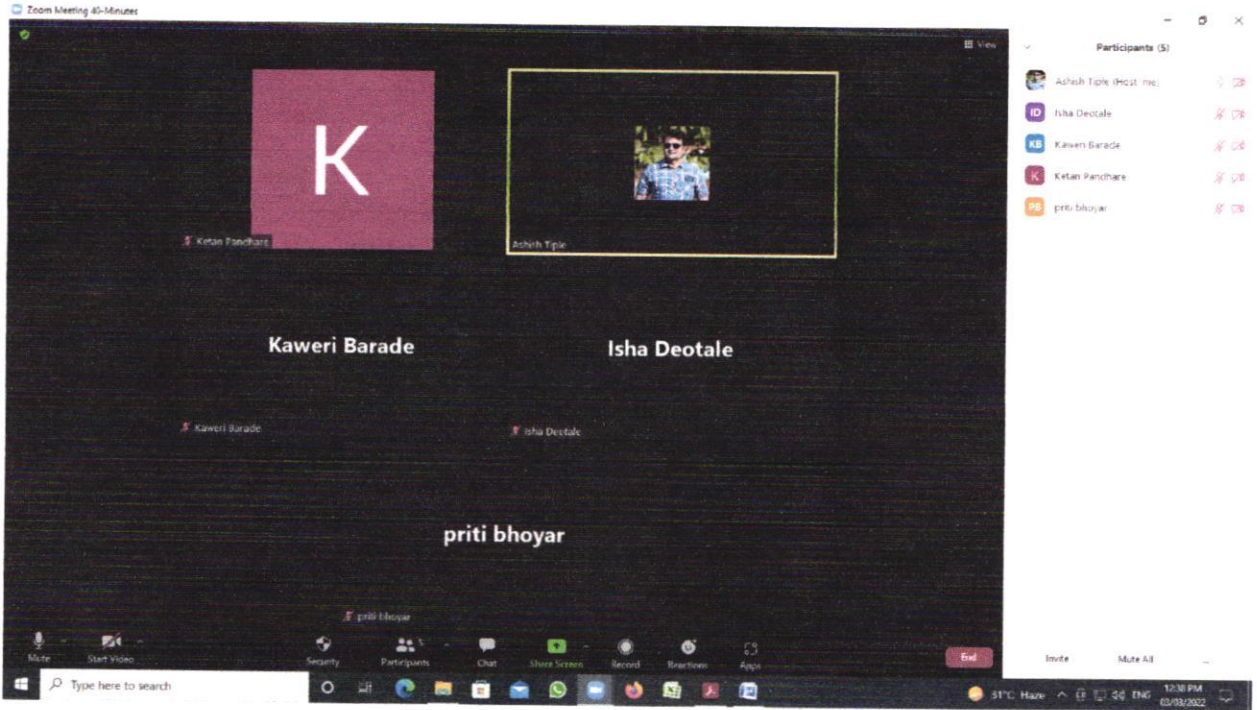 Zoom Meeting 40-Minutes
View
Participants (5)
K
Ketan Pandhare
Ashish Tiple
Kaweri Barade
Isha Deotale
Kaweri Barade
Isha Deotale
priti bhoyar
priti bhoyar
Ashish Tiple (Host, me)
ID Isha Deotale
KB Kaweri Barade
K Ketan Pandhare
PB priti bhoyar
Mute
Start Video
Security
Participants
Chat
Share Screen
Record
Reactions
Apps
End
Invite
Mute All
Type here to search
31°C Haze
ENG
12:38 PM
03/03/2022